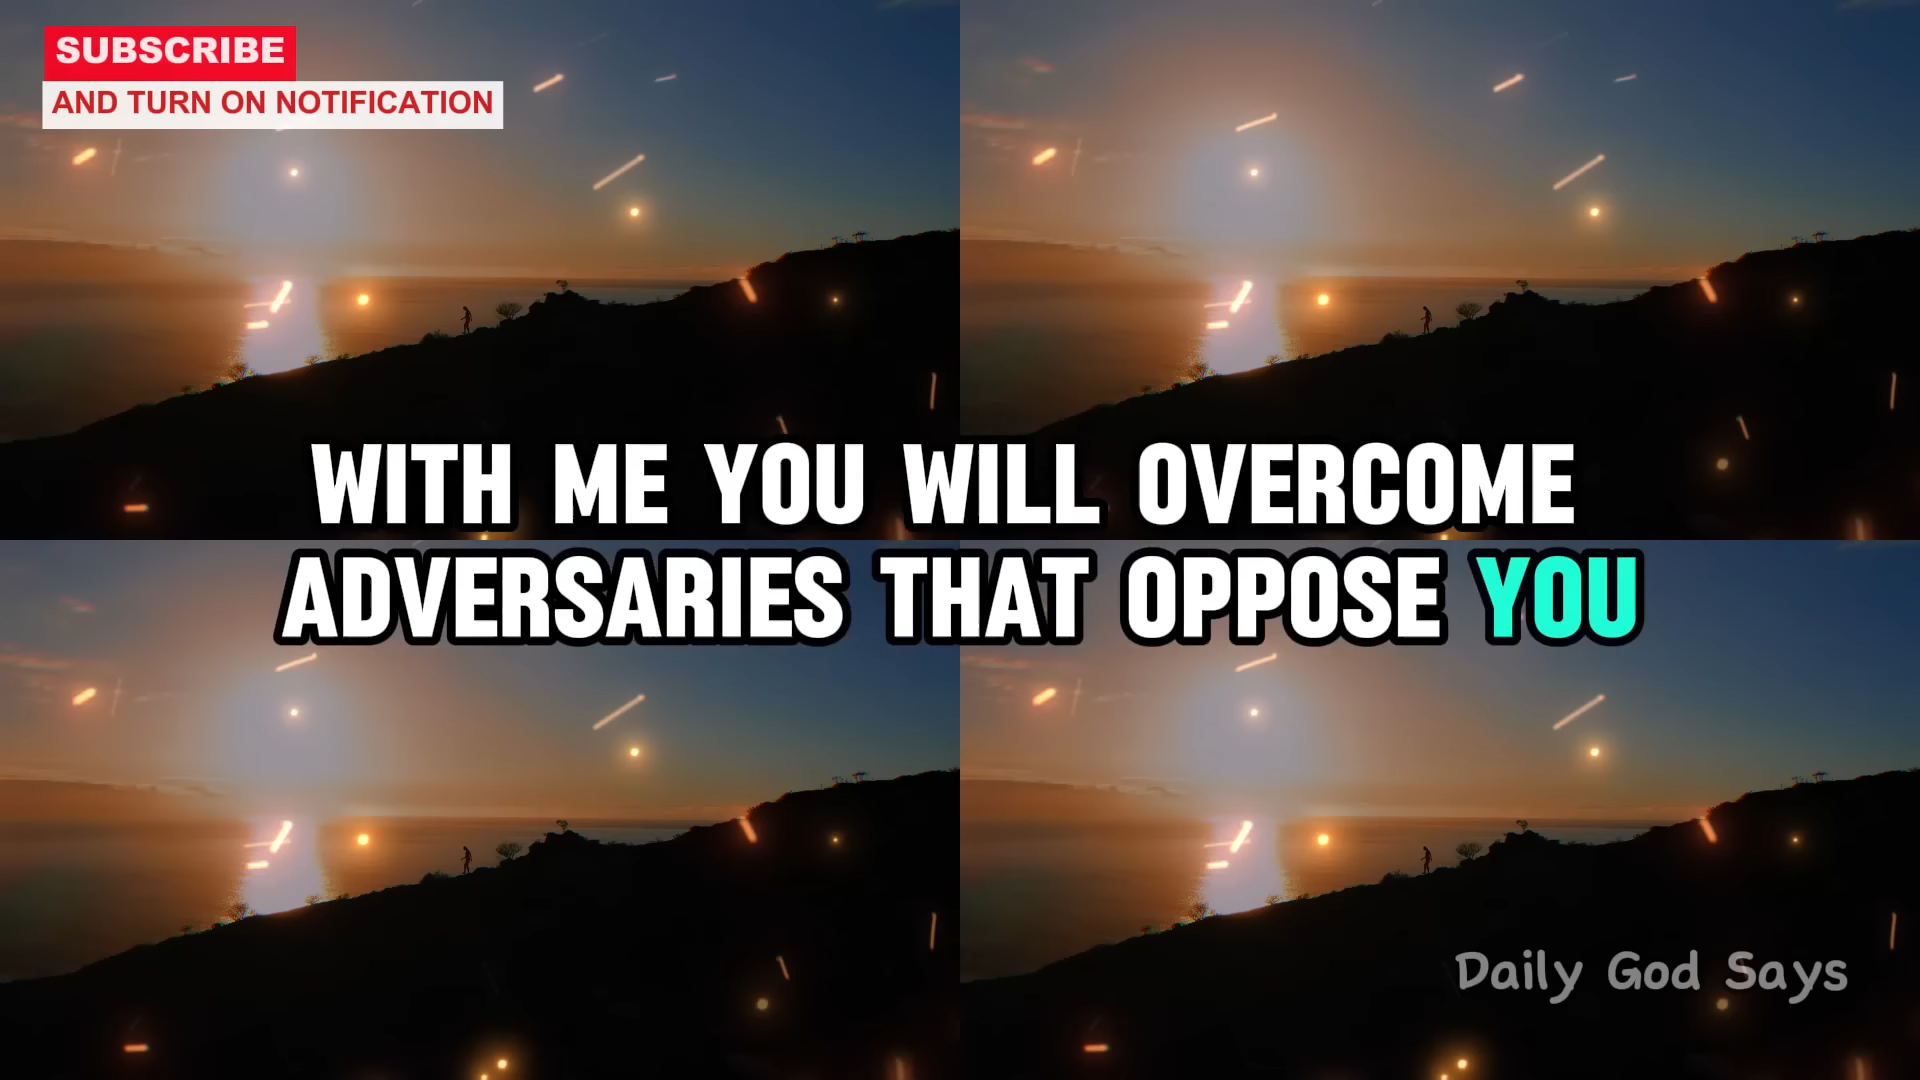 SUBSCRIBE
AND TURN ON NOTIFICATION
WITH ME YOU WILL OVERCOME
ADVERSARIES THAT OPPOSE YOU
Daily God Says